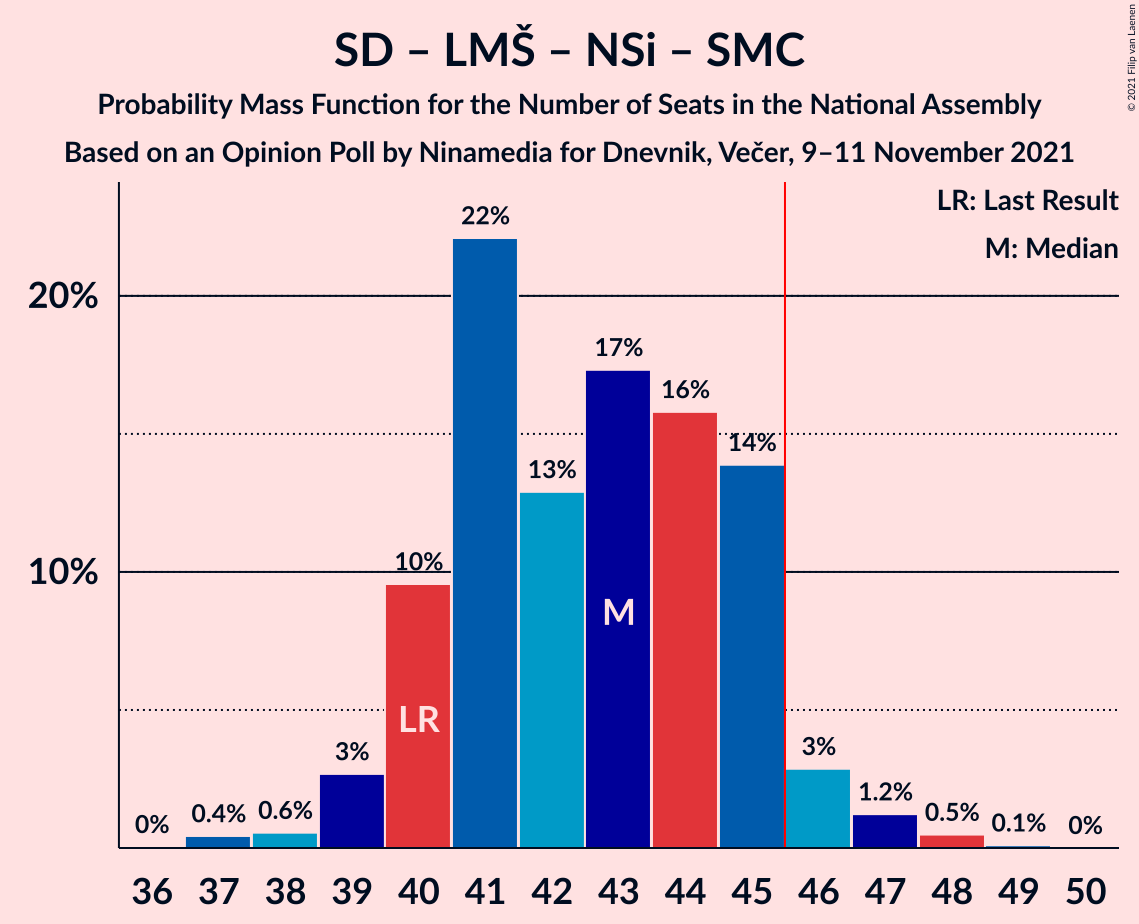 SD – LMŠ – NSi – SMC
Probability Mass Function for the Number of Seats in the National Assembly
Based on an Opinion Poll by Ninamedia for Dnevnik, Večer, 9–11 November 2021
© 2021 Filip van Laenen
LR: Last Result
M: Median
20%
10%
0%
0.4%
0.6%
3%
10%
22%
13%
17%
16%
14%
3%
1.2%
0.5%
0.1%
0%
LR
M
36 37 38 39 40 41 42 43 44 45 46 47 48 49 50